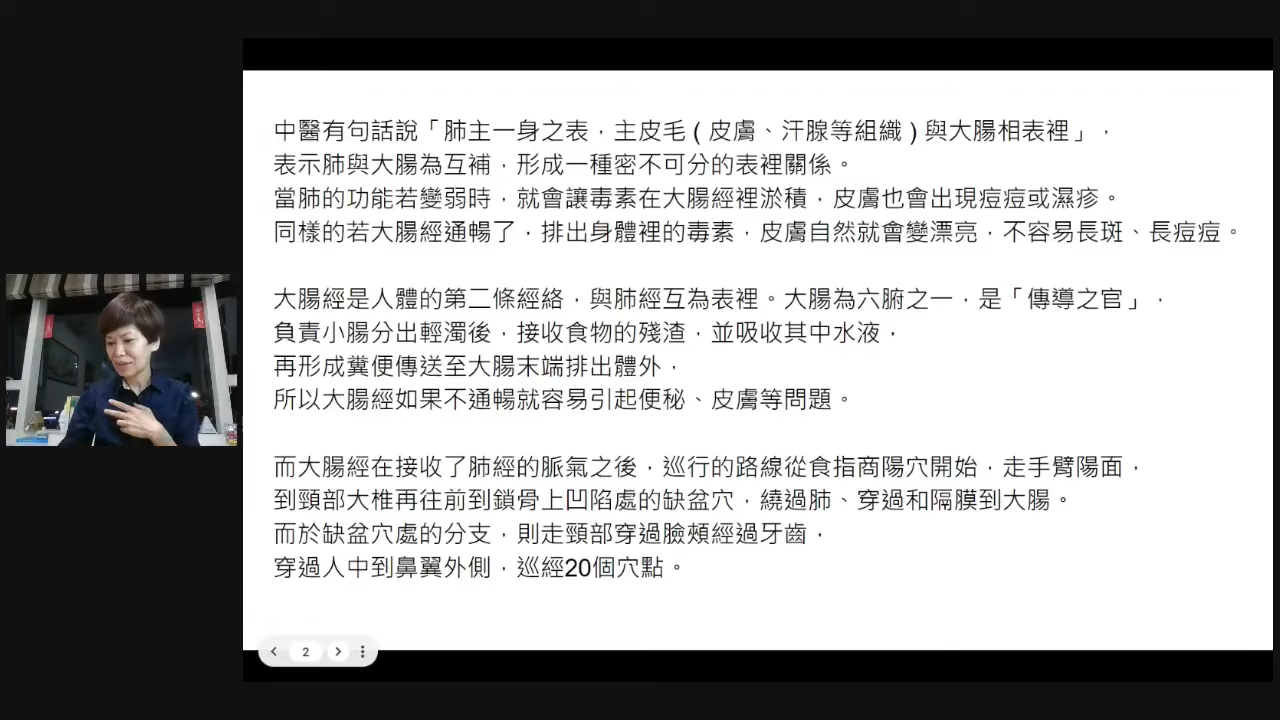 中醫有句話說「肺主一身之表，主皮毛 ( 皮膚、汗腺等組織 ) 與大腸相表裡」，
表示肺與大腸為互補，形成一種密不可分的表裡關係。
當肺的功能若變弱時，就會讓毒素在大腸經裡淤積，皮膚也會出現痘痘或濕疹。
同樣的若大腸經通暢了，排出身體裡的毒素，皮膚自然就會變漂亮，不容易長斑、長痘痘。
大腸經是人體的第二條經絡，與肺經互為表裡。大腸為六腑之一，是「傳導之官」，
負責小腸分出輕濁後，接收食物的殘渣，並吸收其中水液，
再形成糞便傳送至大腸末端排出體外，
所以大腸經如果不通暢就容易引起便秘、皮膚等問題。
而大腸經在接收了肺經的脈氣之後，巡行的路線從食指商陽穴開始，走手臂陽面，
到頸部大椎再往前到鎖骨上凹陷處的缺盆穴，繞過肺、穿過和隔膜到大腸。
而於缺盆穴處的分支，則走頸部穿過臉頰經過牙齒，
穿過人中到鼻翼外側，巡經20個穴點。
2